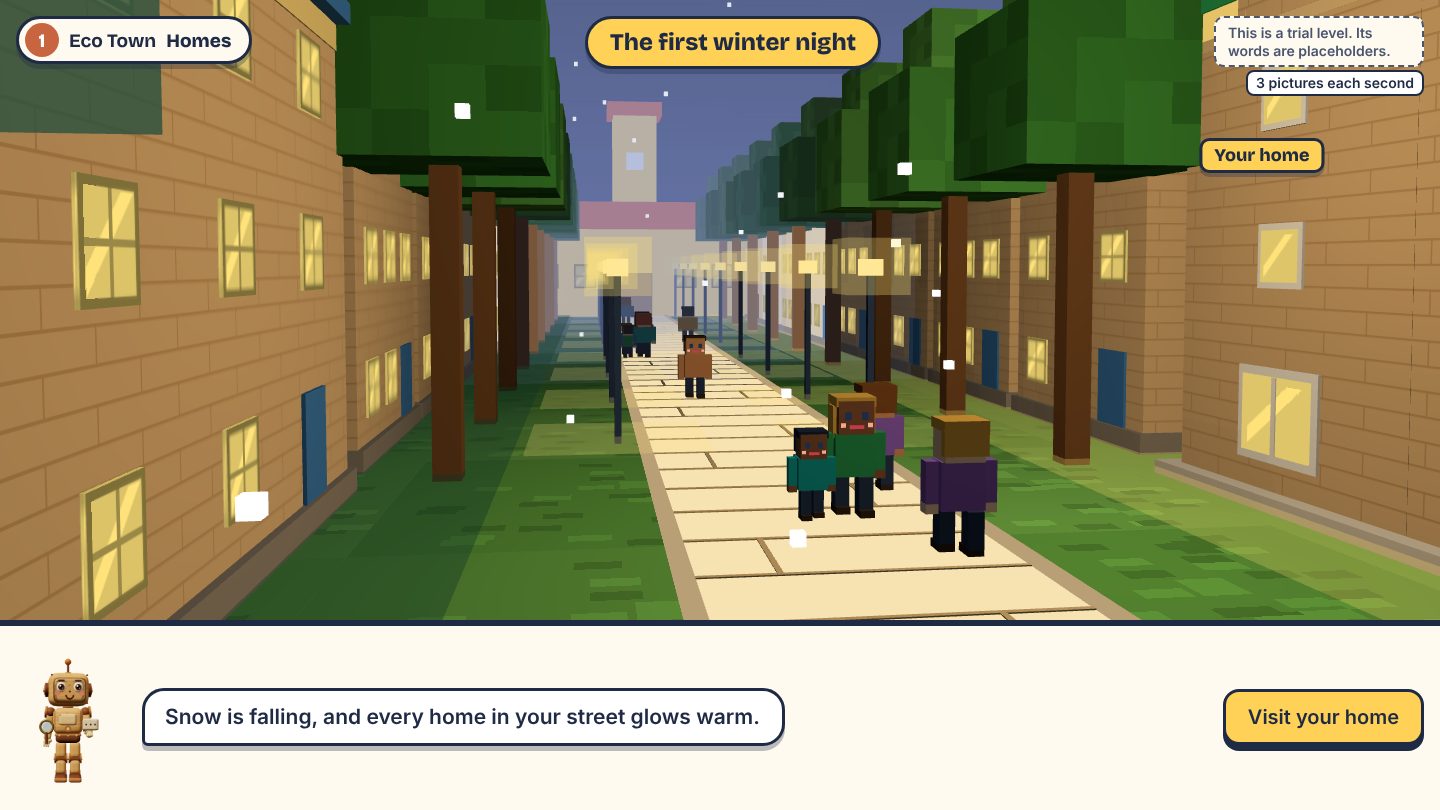 1 Eco Town Homes
The first winter night
This is a trial level. Its
words are placeholders.
3 pictures each second
Your home
Snow is falling, and every home in your street glows warm.
Visit your home